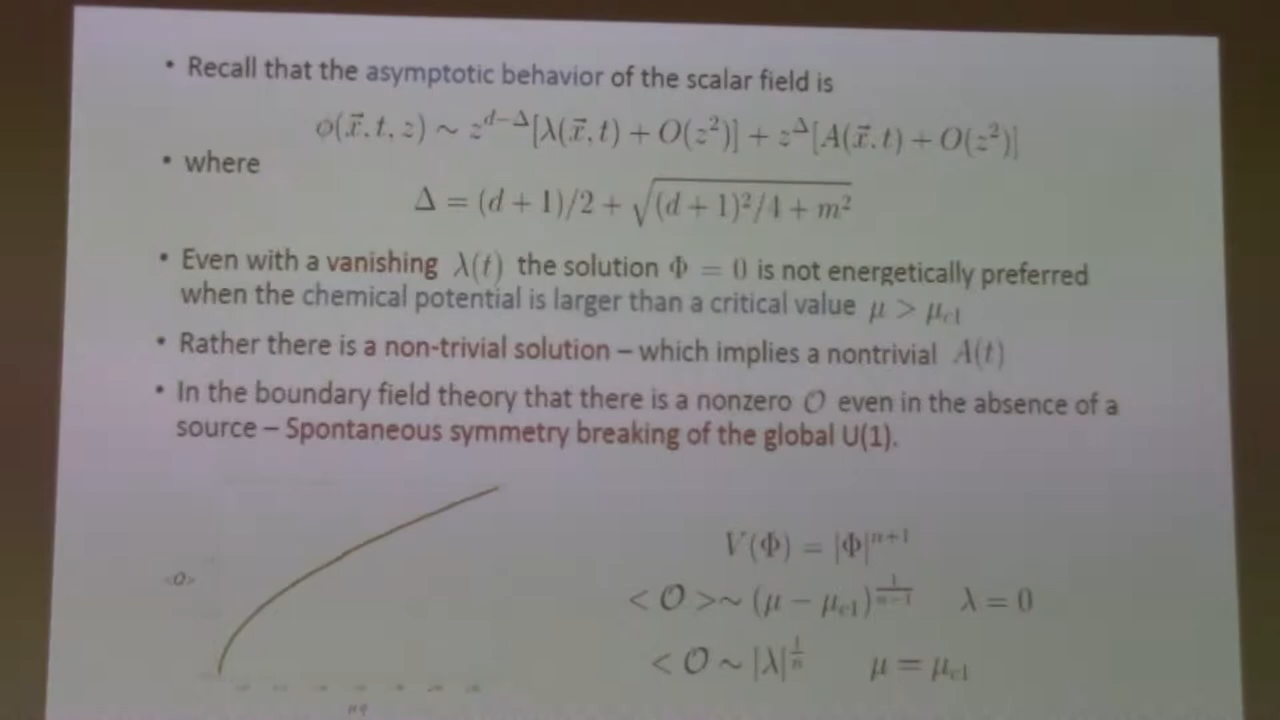 • Recall that the asymptotic behavior of the scalar field is
ϕ(x⃗, t, z) ~ z^{d−Δ}[λ(x⃗, t) + O(z²)] + z^Δ[A(x⃗, t) + O(z²)]
• where
Δ = (d + 1)/2 + √((d + 1)²/4 + m²)
• Even with a vanishing λ(t) the solution Φ = 0 is not energetically preferred
when the chemical potential is larger than a critical value μ > μ_{c1}
• Rather there is a non-trivial solution – which implies a nontrivial A(t)
• In the boundary field theory that there is a nonzero O even in the absence of a
source – Spontaneous symmetry breaking of the global U(1).
<O>
V(Φ) = |Φ|^{n+1}
< O >~ (μ − μ_{c1})^{1/(n−1)} λ = 0
< O ~ |λ|^{1/n} μ = μ_{c1}